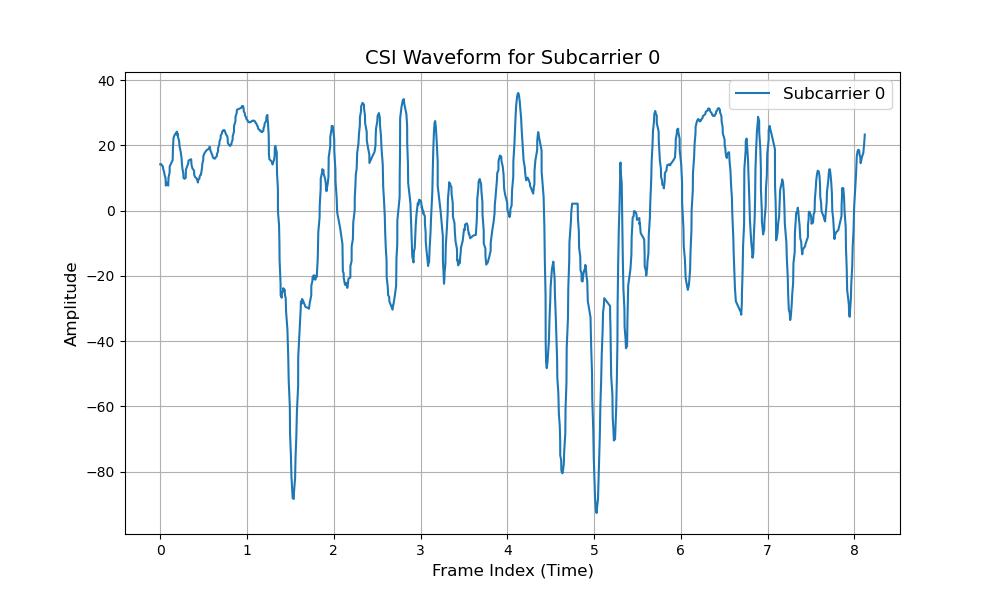 CSI Waveform for Subcarrier 0
Subcarrier 0
Amplitude
40
20
0
−20
−40
−60
−80
0 1 2 3 4 5 6 7 8
Frame Index (Time)